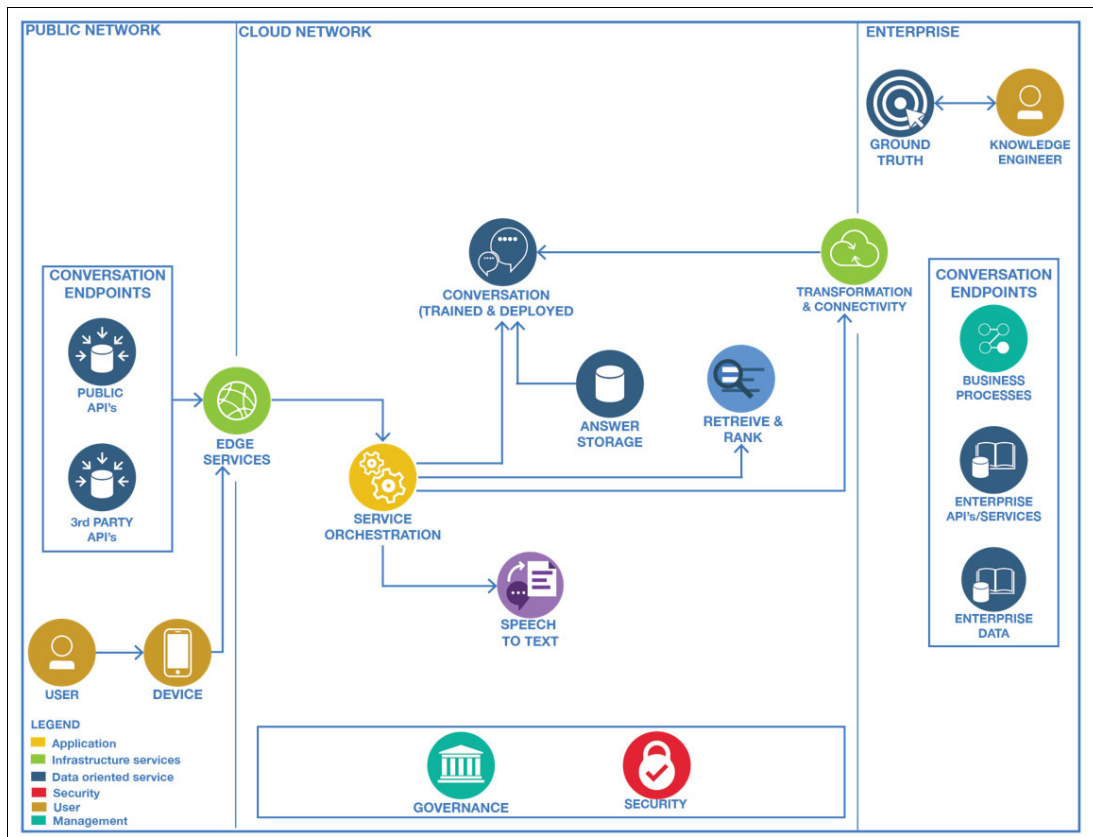 PUBLIC NETWORK
CLOUD NETWORK
ENTERPRISE
GROUND
TRUTH
KNOWLEDGE
ENGINEER
CONVERSATION
ENDPOINTS
PUBLIC
API's
3rd PARTY
API's
EDGE
SERVICES
CONVERSATION
(TRAINED & DEPLOYED
TRANSFORMATION
& CONNECTIVITY
ANSWER
STORAGE
RETREIVE &
RANK
SERVICE
ORCHESTRATION
SPEECH
TO TEXT
CONVERSATION
ENDPOINTS
BUSINESS
PROCESSES
ENTERPRISE
API's/SERVICES
ENTERPRISE
DATA
USER
DEVICE
LEGEND
Application
Infrastructure services
Data oriented service
Security
User
Management
GOVERNANCE
SECURITY